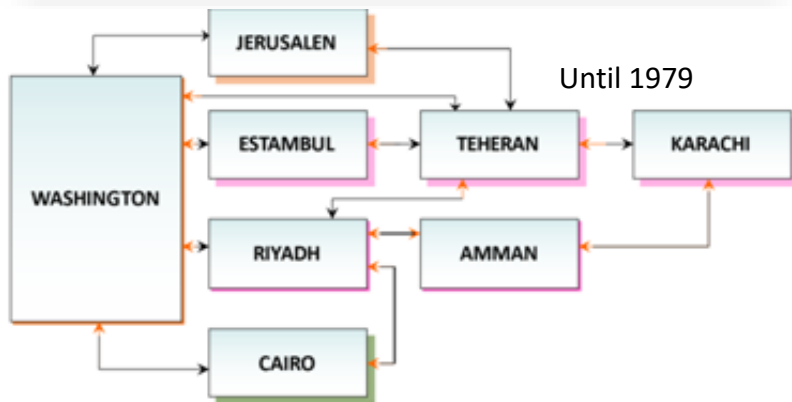 JERUSALEN
Until 1979
ESTAMBUL
TEHERAN
KARACHI
WASHINGTON
RIYADH
AMMAN
CAIRO